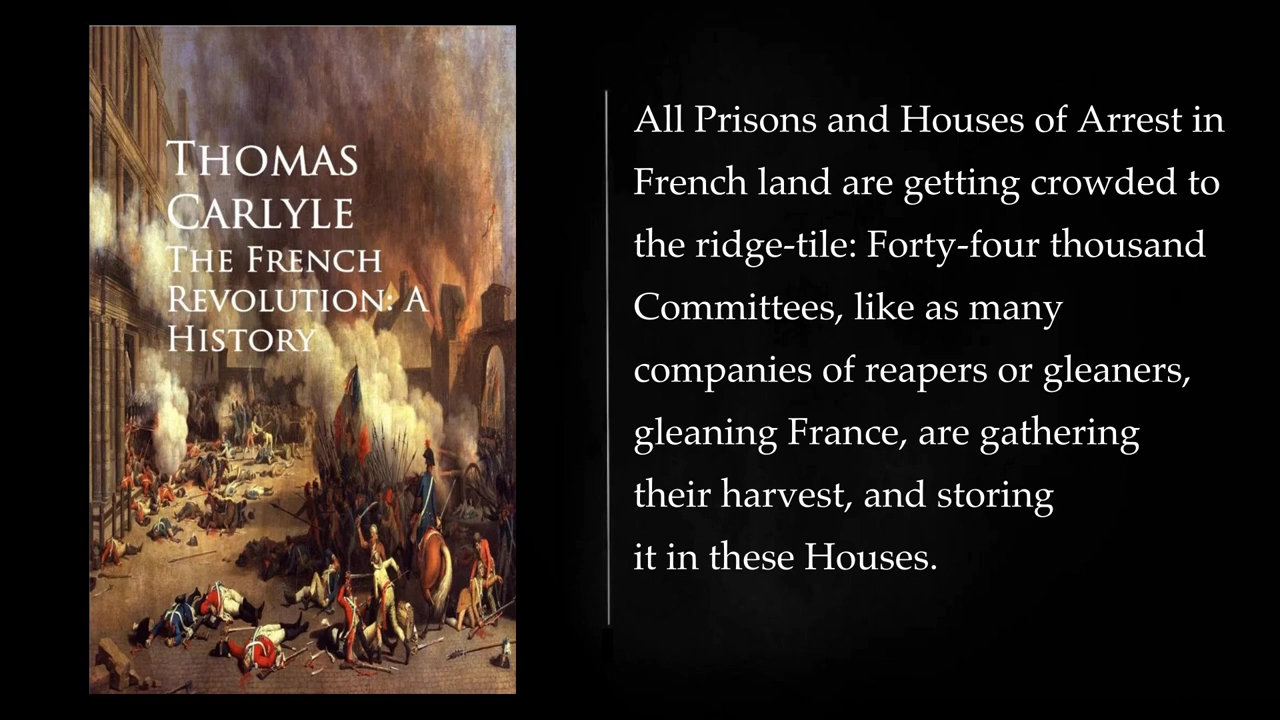 THOMAS
CARLYLE
THE FRENCH
REVOLUTION: A
HISTORY
All Prisons and Houses of Arrest in
French land are getting crowded to
the ridge-tile: Forty-four thousand
Committees, like as many
companies of reapers or gleaners,
gleaning France, are gathering
their harvest, and storing
it in these Houses.